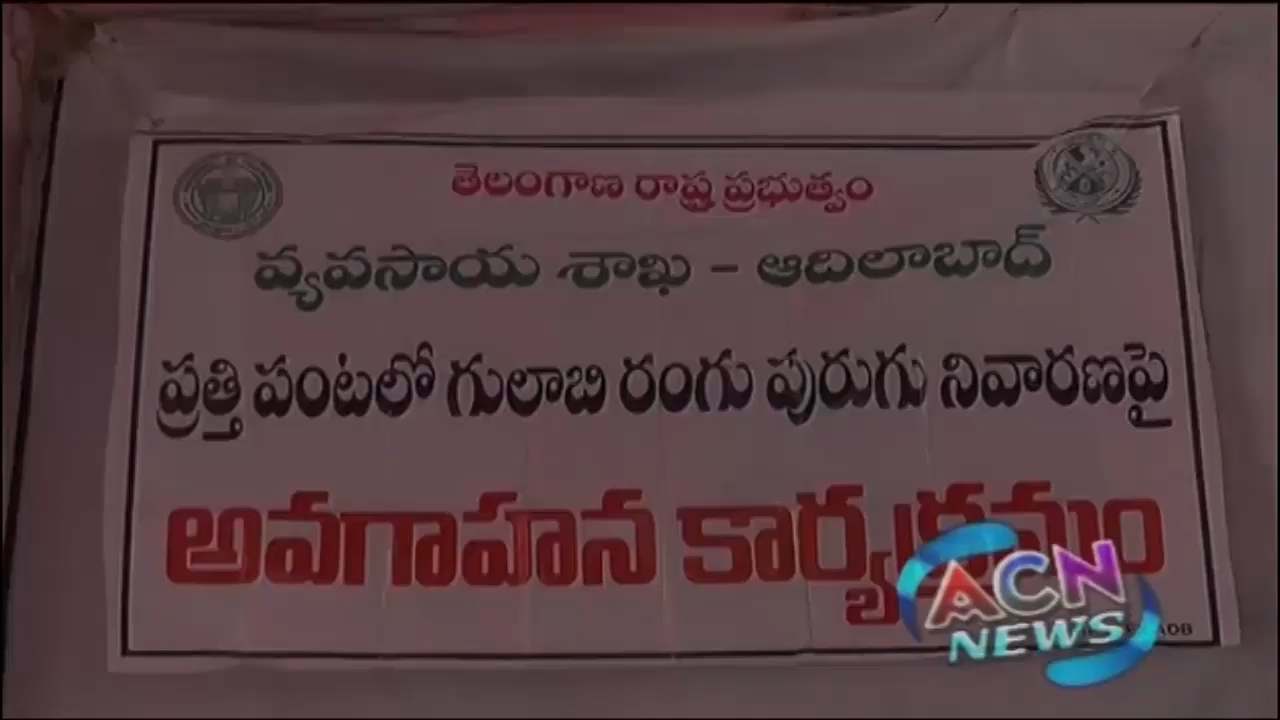 తెలంగాణ రాష్ట్ర ప్రభుత్వం
వ్యవసాయ శాఖ - ఆదిలాబాద్
ప్రత్తి పంటలో గులాబి రంగు పురుగు నివారణపై
అవగాహన కార్యక్రమం
ACN
NEWS